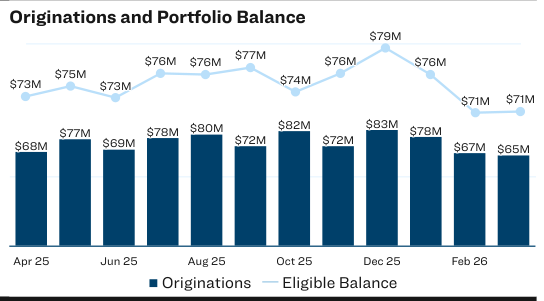 Originations and Portfolio Balance
$73M $75M $73M $76M $76M $77M $74M $76M $79M $76M $71M $71M
$68M $77M $69M $78M $80M $72M $82M $72M $83M $78M $67M $65M
Apr 25 Jun 25 Aug 25 Oct 25 Dec 25 Feb 26
Originations Eligible Balance